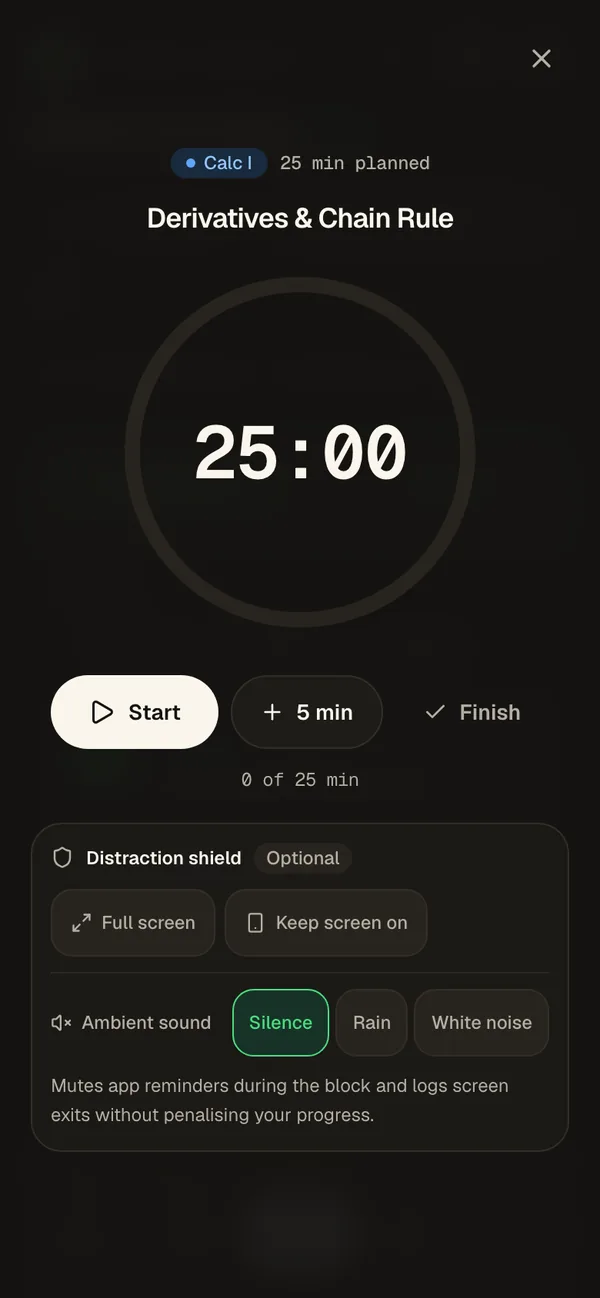 Calc I 25 min planned
Derivatives & Chain Rule
25:00
Start 5 min Finish
0 of 25 min
Distraction shield Optional
Full screen Keep screen on
Ambient sound Silence Rain White noise
Mutes app reminders during the block and logs screen
exits without penalising your progress.